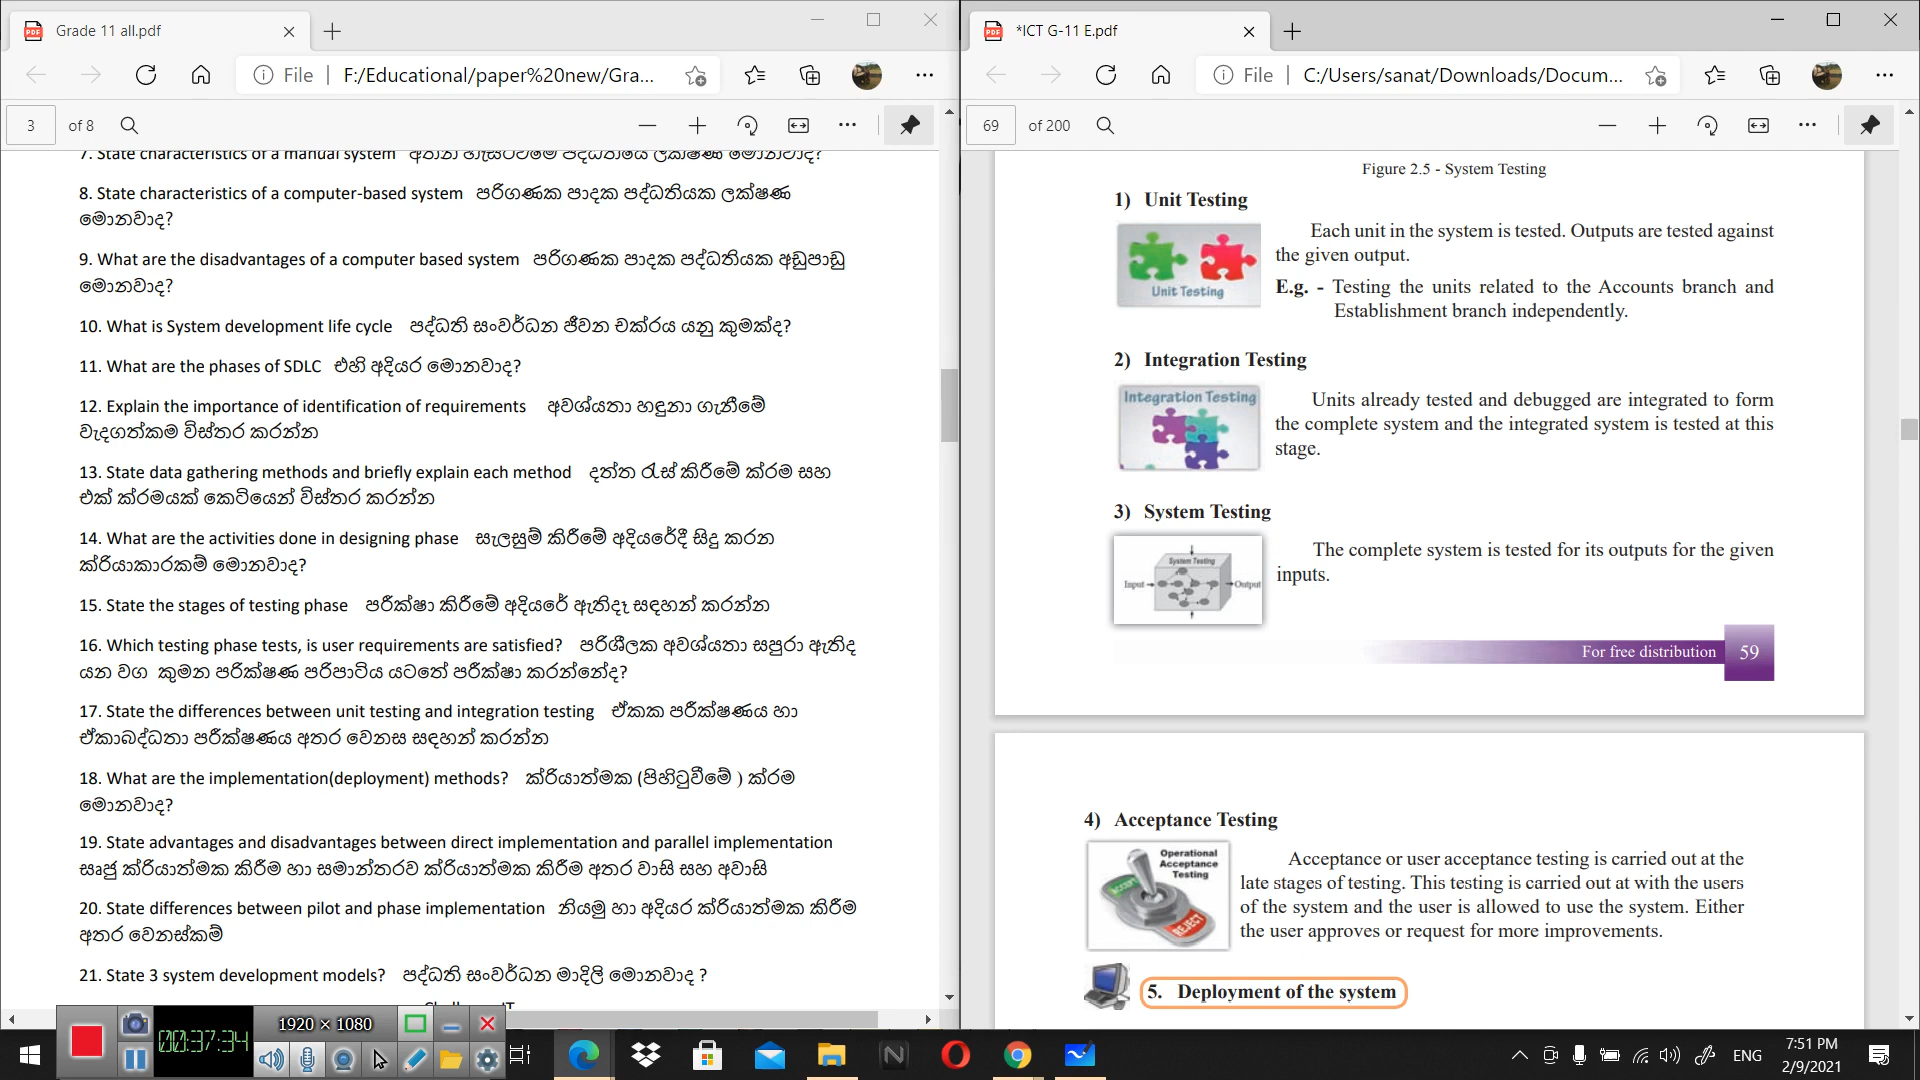 Grade 11 all.pdf
File
F:/Educational/paper%20new/Gra...
3
of 8
7. State characteristics of a manual system
8. State characteristics of a computer-based system පරිගණක පාදක පද්ධතියක ලක්ෂණ
මොනවාද?
9. What are the disadvantages of a computer based system පරිගණක පාදක පද්ධතියක අඩුපාඩු
මොනවාද?
10. What is System development life cycle පද්ධති සංවර්ධන ජීවන චක්රය යනු කුමක්ද?
11. What are the phases of SDLC එහි අදියර මොනවාද?
12. Explain the importance of identification of requirements අවශ්යතා හඳුනා ගැනීමේ
වැදගත්කම විස්තර කරන්න
13. State data gathering methods and briefly explain each method දත්ත රැස් කිරීමේ ක්රම සහ
එක් ක්රමයක් කෙටියෙන් විස්තර කරන්න
14. What are the activities done in designing phase සැලසුම් කිරීමේ අදියරේදී සිදු කරන
ක්රියාකාරකම් මොනවාද?
15. State the stages of testing phase පරීක්ෂා කිරීමේ අදියරේ ඇතිදෑ සඳහන් කරන්න
16. Which testing phase tests, is user requirements are satisfied? පරිශීලක අවශ්යතා සපුරා ඇතිද
යන වග කුමන පරික්ෂණ පරිපාටිය යටතේ පරීක්ෂා කරන්නේද?
17. State the differences between unit testing and integration testing ඒකක පරීක්ෂණය හා
ඒකාබද්ධතා පරීක්ෂණය අතර වෙනස සඳහන් කරන්න
18. What are the implementation(deployment) methods? ක්රියාත්මක (පිහිටුවීමේ ) ක්රම
මොනවාද?
19. State advantages and disadvantages between direct implementation and parallel implementation
සෘජු ක්රියාත්මක කිරීම හා සමාන්තරව ක්රියාත්මක කිරීම අතර වාසි සහ අවාසි
20. State differences between pilot and phase implementation නියමු හා අදියර ක්රියාත්මක කිරීම
අතර වෙනස්කම්
21. State 3 system development models? පද්ධති සංවර්ධන මාදිලි මොනවාද ?
*ICT G-11 E.pdf
File
C:/Users/sanat/Downloads/Docum...
69
of 200
Figure 2.5 - System Testing
1) Unit Testing
Unit Testing
Each unit in the system is tested. Outputs are tested against
the given output.
E.g. - Testing the units related to the Accounts branch and
Establishment branch independently.
2) Integration Testing
Integration Testing
Units already tested and debugged are integrated to form
the complete system and the integrated system is tested at this
stage.
3) System Testing
System Testing
Input
Output
The complete system is tested for its outputs for the given
inputs.
For free distribution 59
4) Acceptance Testing
Operational
Acceptance
Testing
ACCEPT
REJECT
Acceptance or user acceptance testing is carried out at the
late stages of testing. This testing is carried out at with the users
of the system and the user is allowed to use the system. Either
the user approves or request for more improvements.
5. Deployment of the system
1920 × 1080
00:37:34
ENG
7:51 PM
2/9/2021